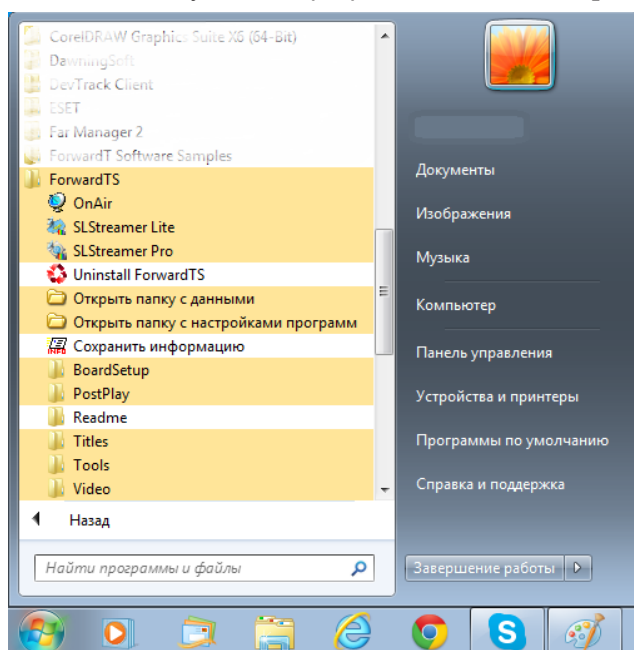 CorelDRAW Graphics Suite X6 (64-Bit)
DawningSoft
DevTrack Client
ESET
Far Manager 2
ForwardT Software Samples
ForwardTS
OnAir
SLStreamer Lite
SLStreamer Pro
Uninstall ForwardTS
Открыть папку с данными
Открыть папку с настройками программ
INFO
Сохранить информацию
BoardSetup
PostPlay
Readme
Titles
Tools
Video
Назад
Найти программы и файлы
Документы
Изображения
Музыка
Компьютер
Панель управления
Устройства и принтеры
Программы по умолчанию
Справка и поддержка
Завершение работы